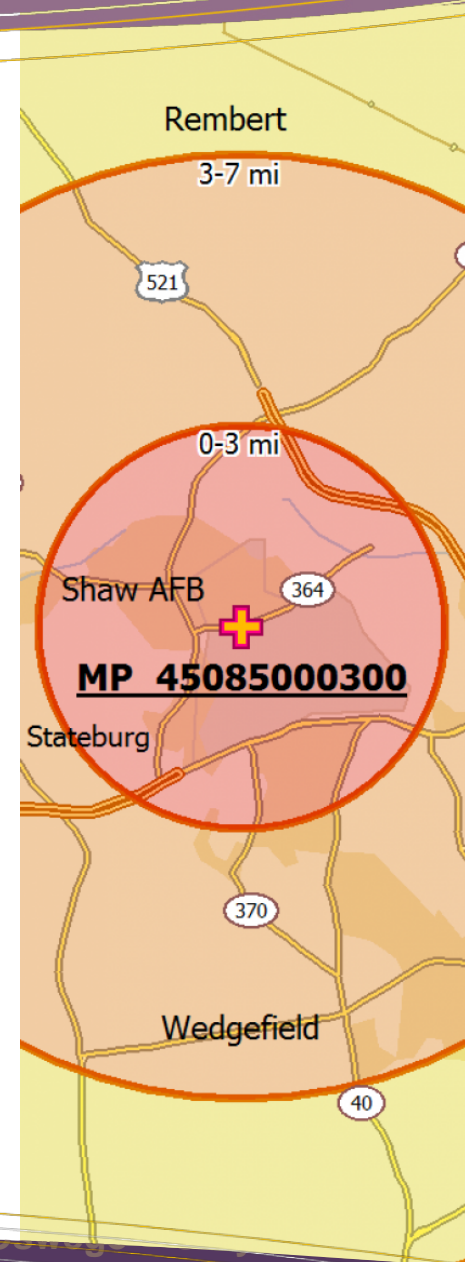 Rembert
3-7 mi
521
0-3 mi
Shaw AFB
364
MP 45085000300
Stateburg
370
Wedgefield
40